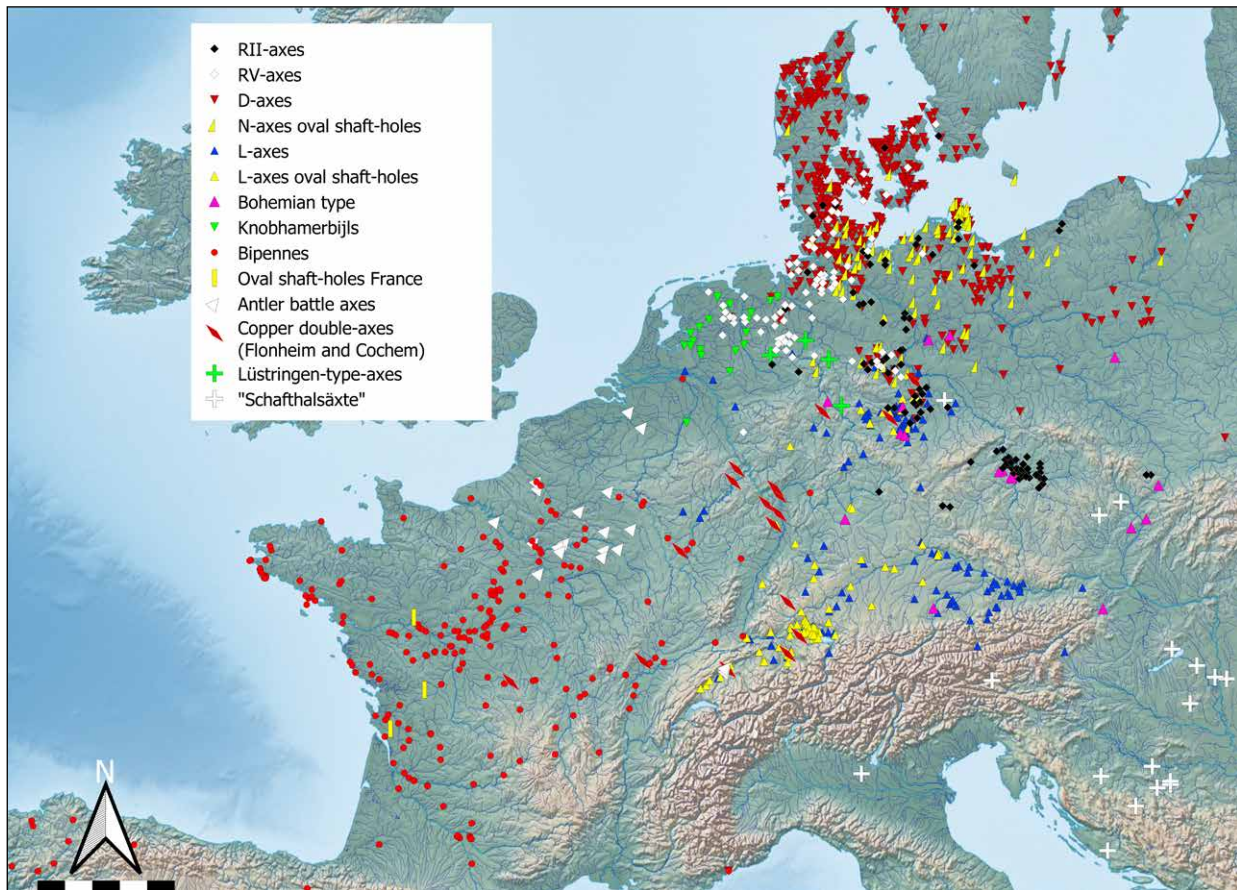 RII-axes
RV-axes
D-axes
N-axes oval shaft-holes
L-axes
L-axes oval shaft-holes
Bohemian type
Knobhamerbijls
Bipennes
Oval shaft-holes France
Antler battle axes
Copper double-axes
(Flonheim and Cochem)
Lüstringen-type-axes
"Schafthalsäxte"
N